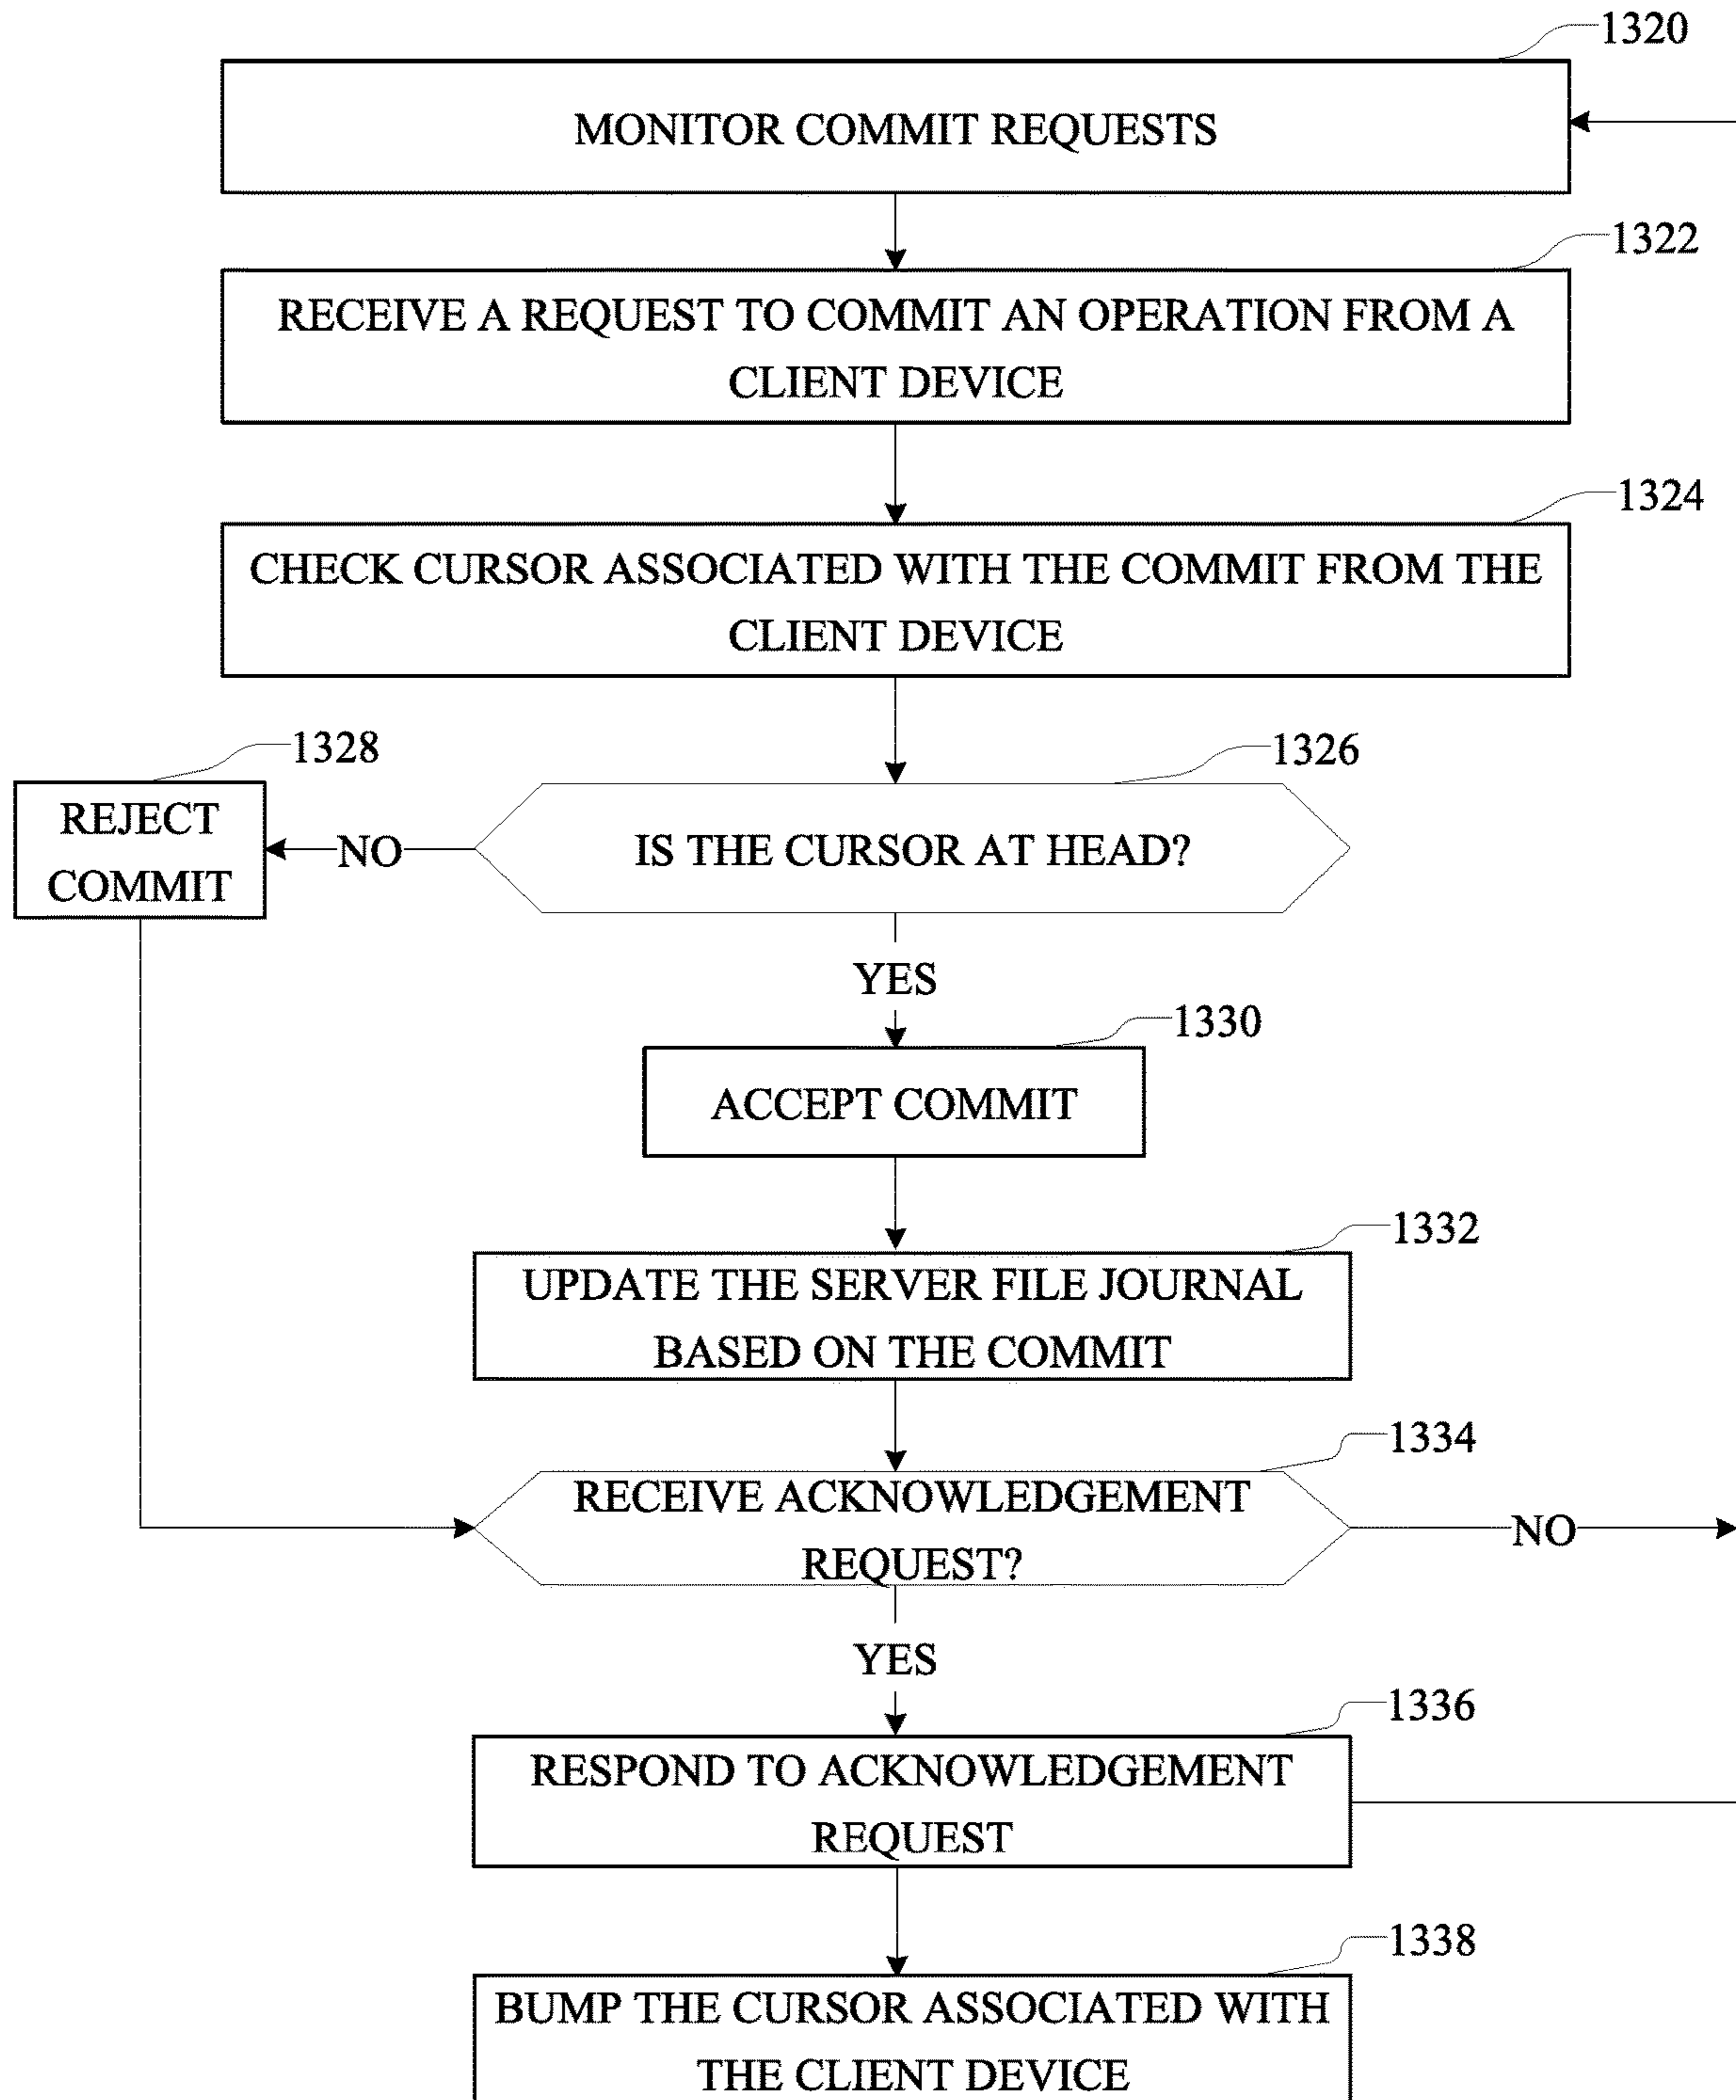 1320
MONITOR COMMIT REQUESTS
1322
RECEIVE A REQUEST TO COMMIT AN OPERATION FROM A
CLIENT DEVICE
1324
CHECK CURSOR ASSOCIATED WITH THE COMMIT FROM THE
CLIENT DEVICE
1328
1326
REJECT
COMMIT
NO
IS THE CURSOR AT HEAD?
YES
1330
ACCEPT COMMIT
1332
UPDATE THE SERVER FILE JOURNAL
BASED ON THE COMMIT
1334
RECEIVE ACKNOWLEDGEMENT
REQUEST?
NO
YES
1336
RESPOND TO ACKNOWLEDGEMENT
REQUEST
1338
BUMP THE CURSOR ASSOCIATED WITH
THE CLIENT DEVICE